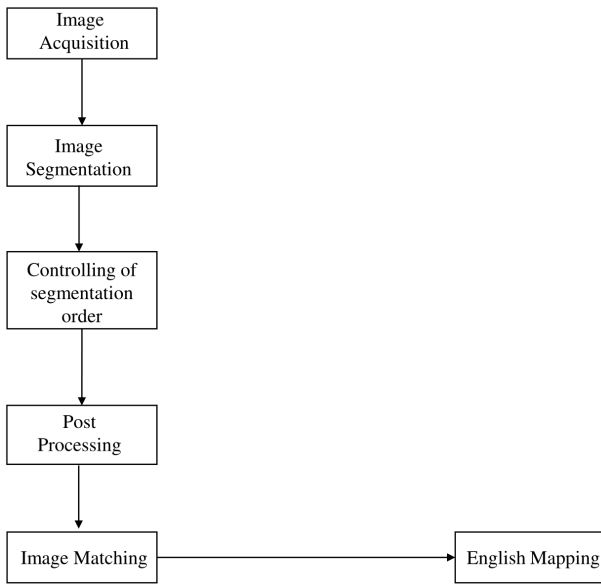 Image
Acquisition
Image
Segmentation
Controlling of
segmentation
order
Post
Processing
Image Matching
English Mapping